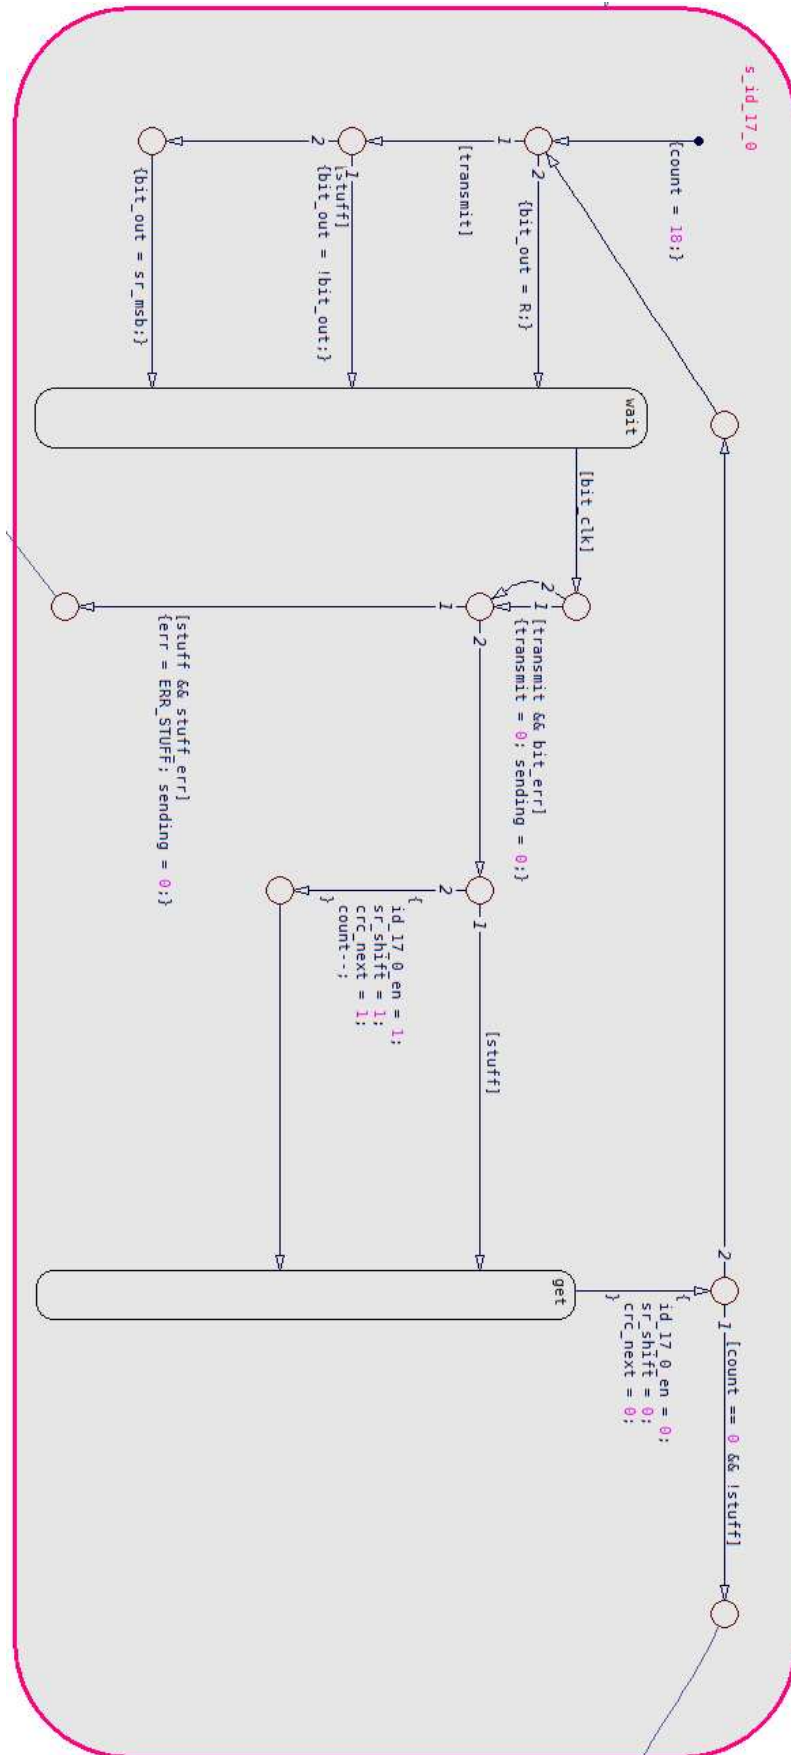 s_id_17_0
{count = 18;}
1
[transmit]
2
{bit_out = R;}
2
1
[stuff]
{bit_out = !bit_out;}
{bit_out = sr_msb;}
wait
[bit_clk]
2
1
[transmit && bit_err]
{transmit = 0; sending = 0;}
1
[stuff && stuff_err]
{err = ERR_STUFF; sending = 0;}
2
1
[stuff]
2
{
id_17_0_en = 1;
sr_shift = 1;
crc_next = 1;
count--;
}
get
{
id_17_0_en = 0;
sr_shift = 0;
crc_next = 0;
}
2
1
[count == 0 && !stuff]